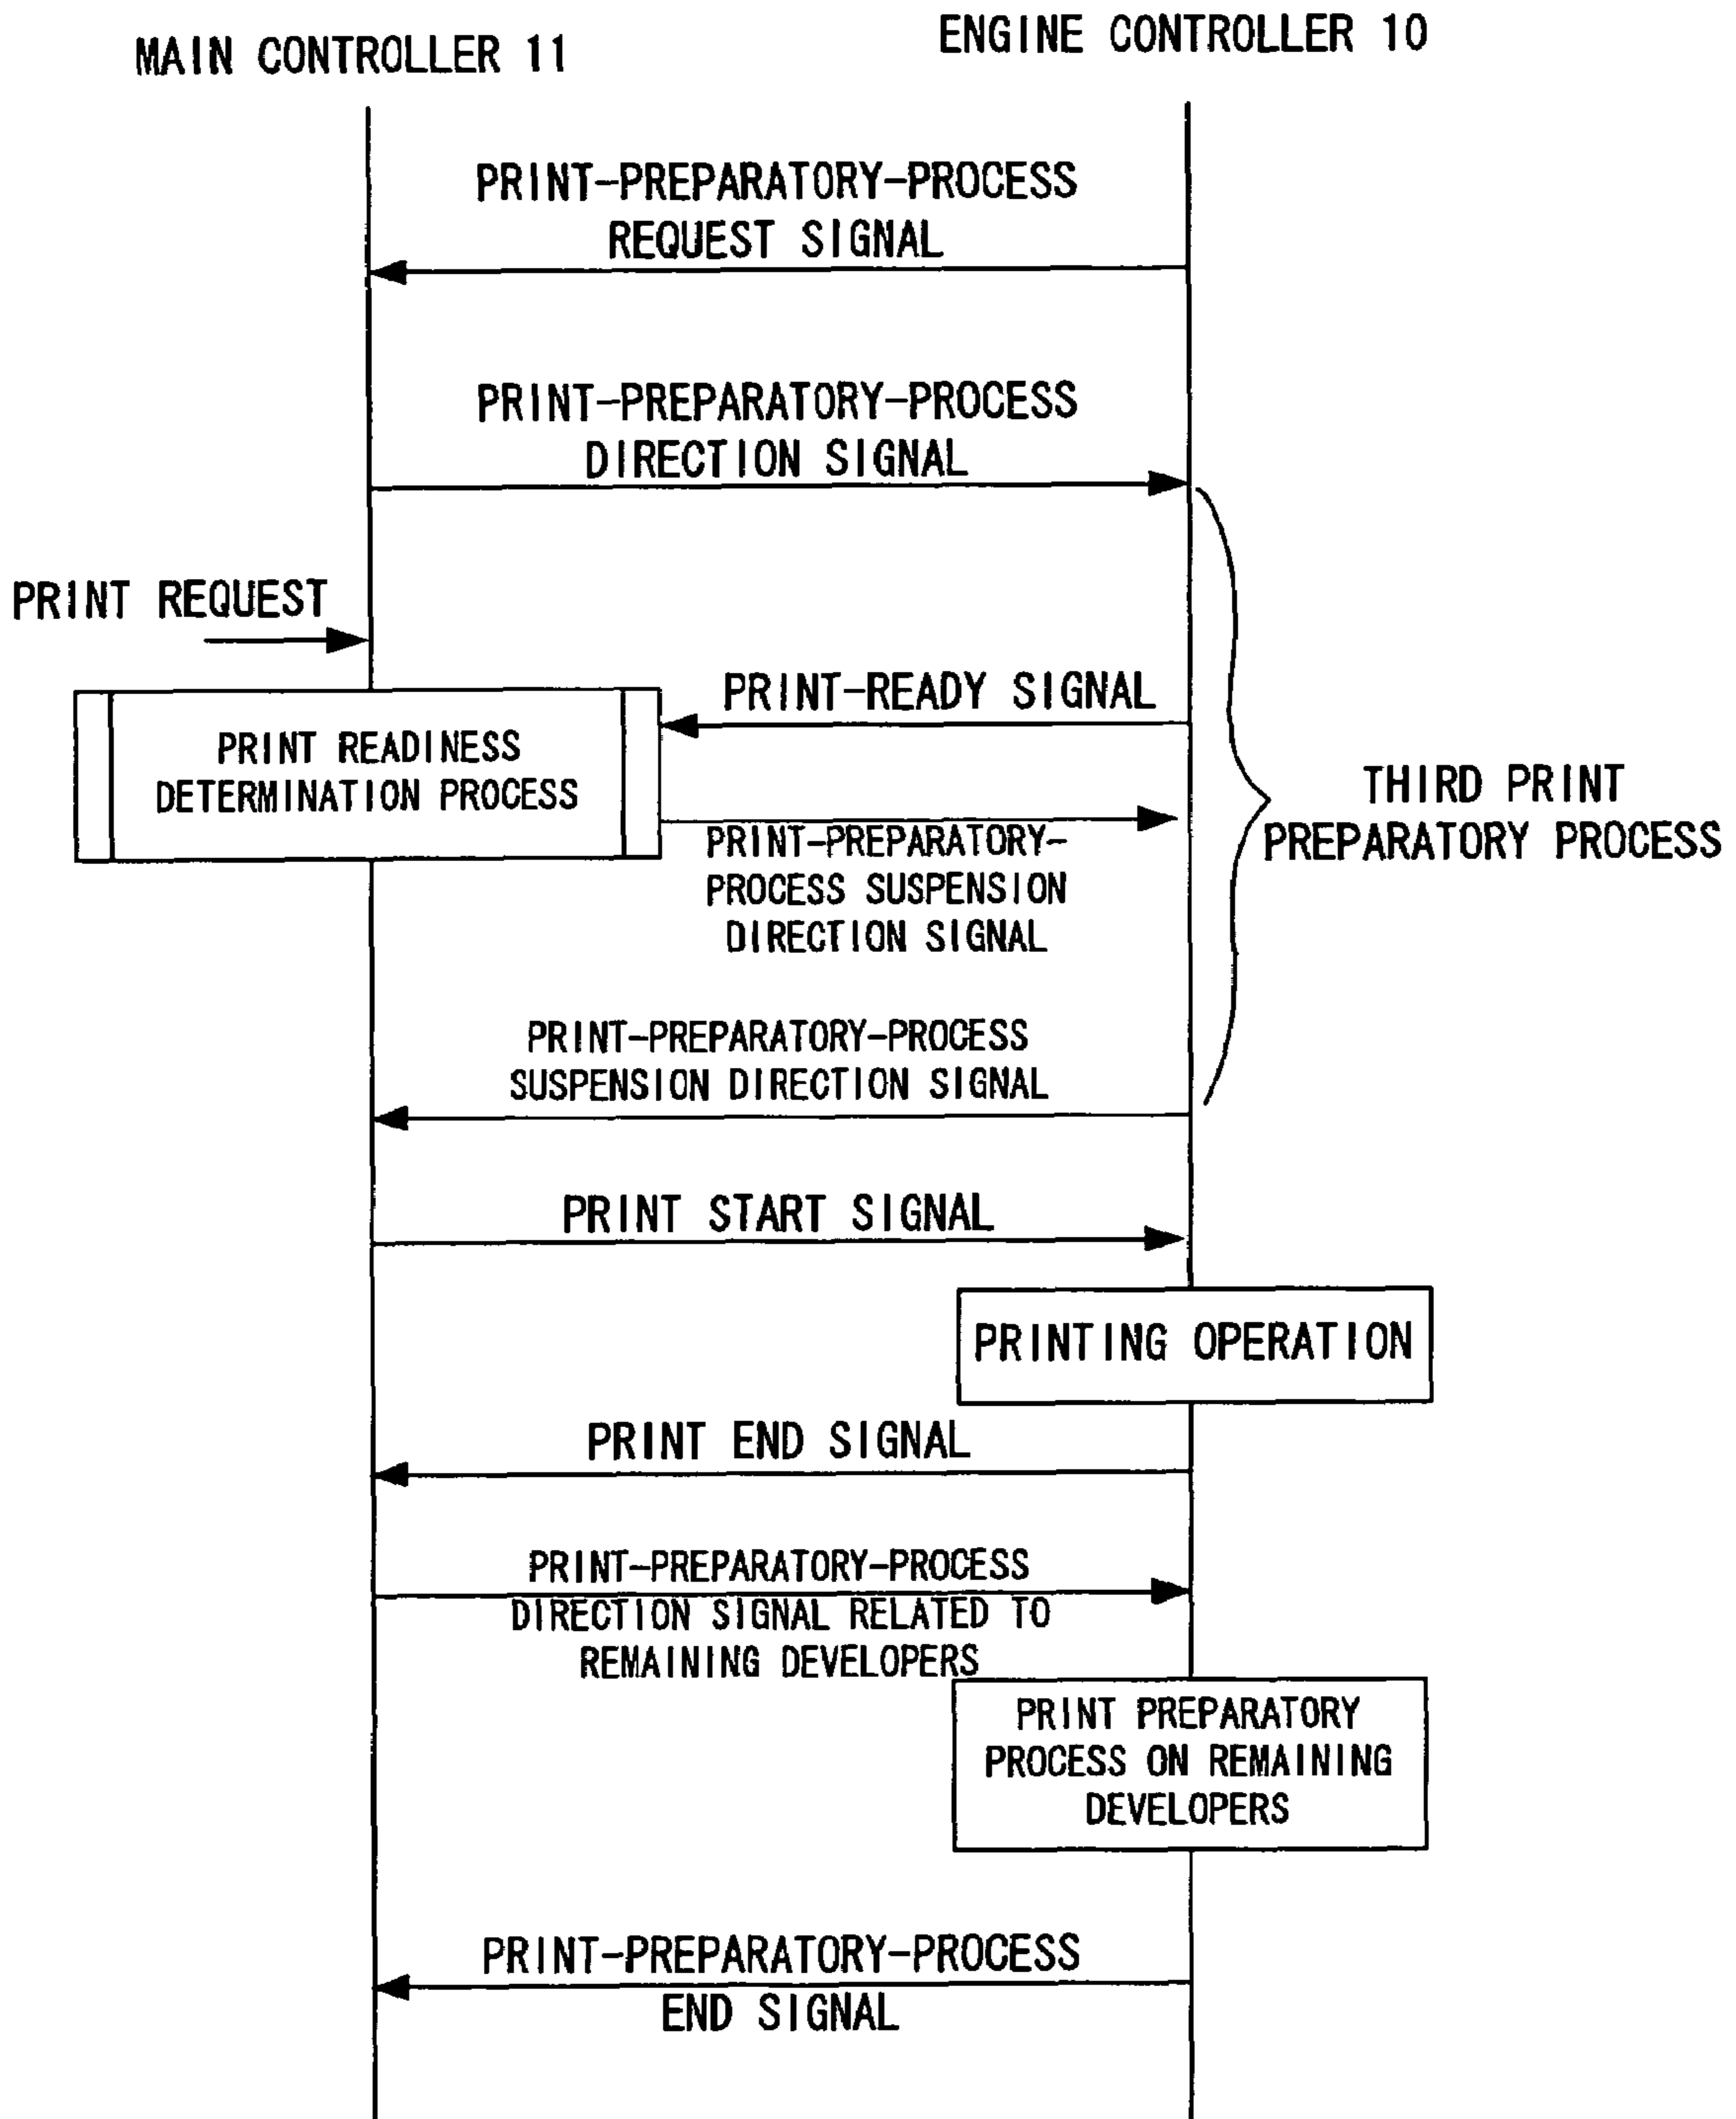 MAIN CONTROLLER 11
ENGINE CONTROLLER 10
PRINT-PREPARATORY-PROCESS
REQUEST SIGNAL
PRINT-PREPARATORY-PROCESS
DIRECTION SIGNAL
PRINT REQUEST
PRINT-READY SIGNAL
PRINT READINESS
DETERMINATION PROCESS
THIRD PRINT
PREPARATORY PROCESS
PRINT-PREPARATORY-
PROCESS SUSPENSION
DIRECTION SIGNAL
PRINT-PREPARATORY-PROCESS
SUSPENSION DIRECTION SIGNAL
PRINT START SIGNAL
PRINTING OPERATION
PRINT END SIGNAL
PRINT-PREPARATORY-PROCESS
DIRECTION SIGNAL RELATED TO
REMAINING DEVELOPERS
PRINT PREPARATORY
PROCESS ON REMAINING
DEVELOPERS
PRINT-PREPARATORY-PROCESS
END SIGNAL